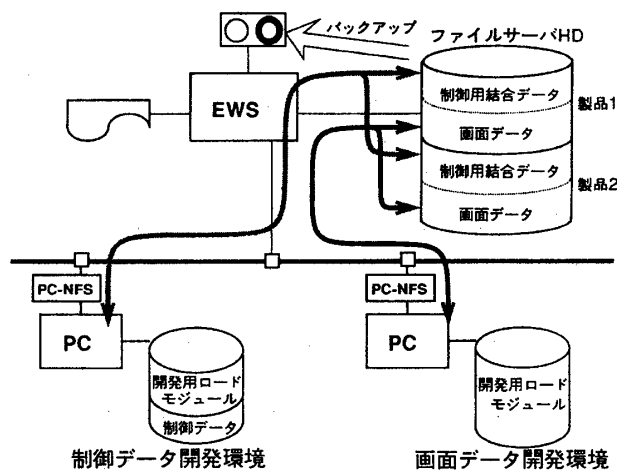 バックアップ
ファイルサーバHD
EWS
制御用結合データ
画面データ
製品1
制御用結合データ
画面データ
製品2
PC-NFS
PC
開発用ロード
モジュール
制御データ
制御データ開発環境
PC-NFS
PC
開発用ロード
モジュール
画面データ開発環境